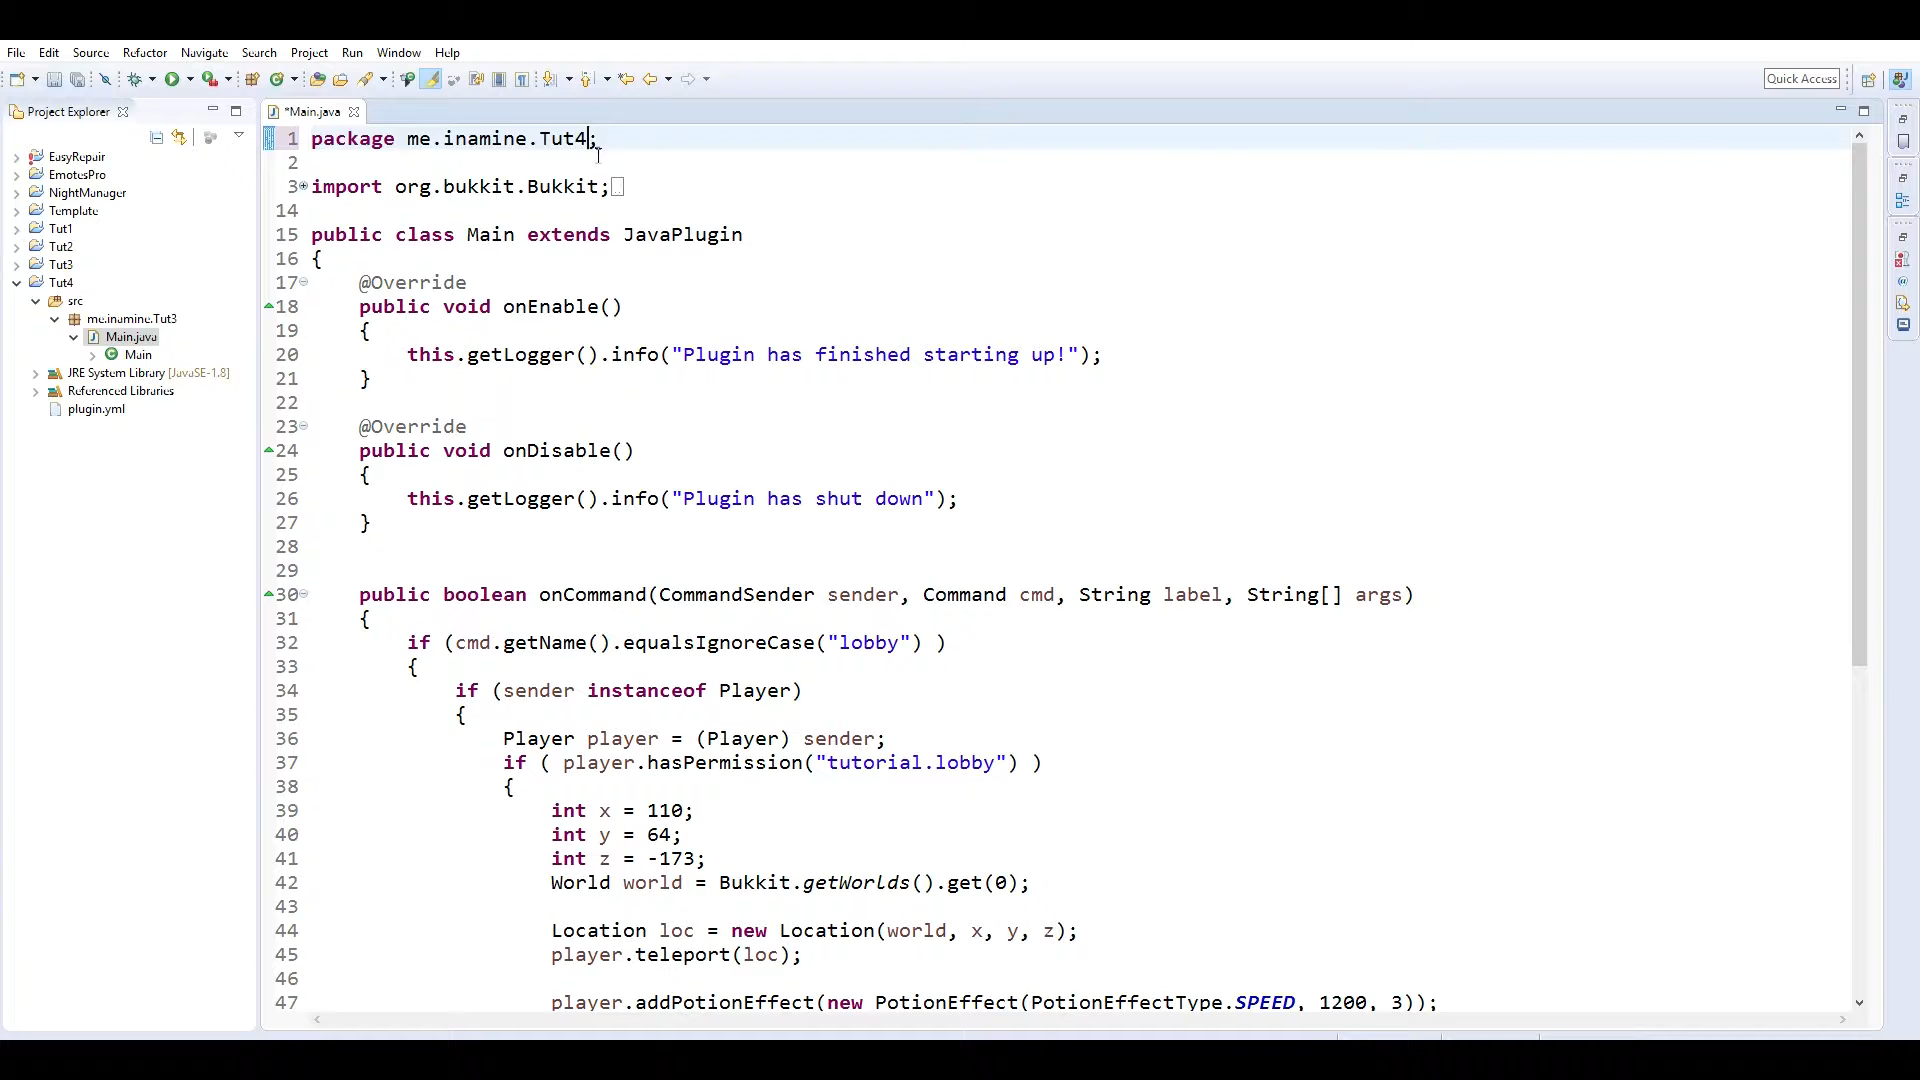 File Edit Source Refactor Navigate Search Project Run Window Help
Quick Access
Project Explorer
*Main.java
EasyRepair
EmotesPro
NightManager
Template
Tut1
Tut2
Tut3
Tut4
src
me.inamine.Tut3
Main.java
Main
JRE System Library [JavaSE-1.8]
Referenced Libraries
plugin.yml
1 package me.inamine.Tut4;
2
3 import org.bukkit.Bukkit;
14
15 public class Main extends JavaPlugin
16 {
17 @Override
18 public void onEnable()
19 {
20 this.getLogger().info("Plugin has finished starting up!");
21 }
22
23 @Override
24 public void onDisable()
25 {
26 this.getLogger().info("Plugin has shut down");
27 }
28
29
30 public boolean onCommand(CommandSender sender, Command cmd, String label, String[] args)
31 {
32 if (cmd.getName().equalsIgnoreCase("lobby") )
33 {
34 if (sender instanceof Player)
35 {
36 Player player = (Player) sender;
37 if ( player.hasPermission("tutorial.lobby") )
38 {
39 int x = 110;
40 int y = 64;
41 int z = -173;
42 World world = Bukkit.getWorlds().get(0);
43
44 Location loc = new Location(world, x, y, z);
45 player.teleport(loc);
46
47 player.addPotionEffect(new PotionEffect(PotionEffectType.SPEED, 1200, 3));